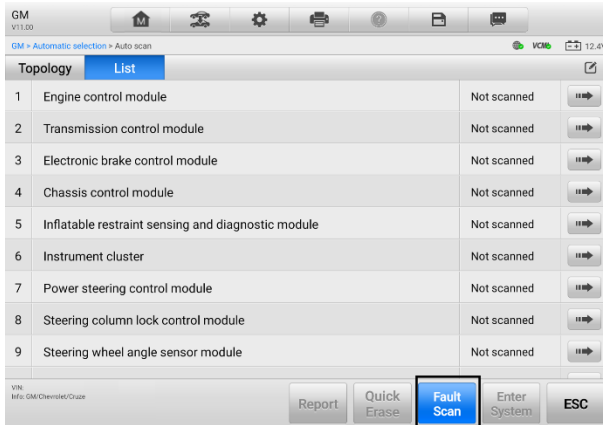 GM
V11.00
M
?
GM > Automatic selection > Auto scan
VCMI
12.4V
Topology List
1 Engine control module Not scanned
2 Transmission control module Not scanned
3 Electronic brake control module Not scanned
4 Chassis control module Not scanned
5 Inflatable restraint sensing and diagnostic module Not scanned
6 Instrument cluster Not scanned
7 Power steering control module Not scanned
8 Steering column lock control module Not scanned
9 Steering wheel angle sensor module Not scanned
VIN:
Info: GM/Chevrolet/Cruze
Report
Quick
Erase
Fault
Scan
Enter
System
ESC